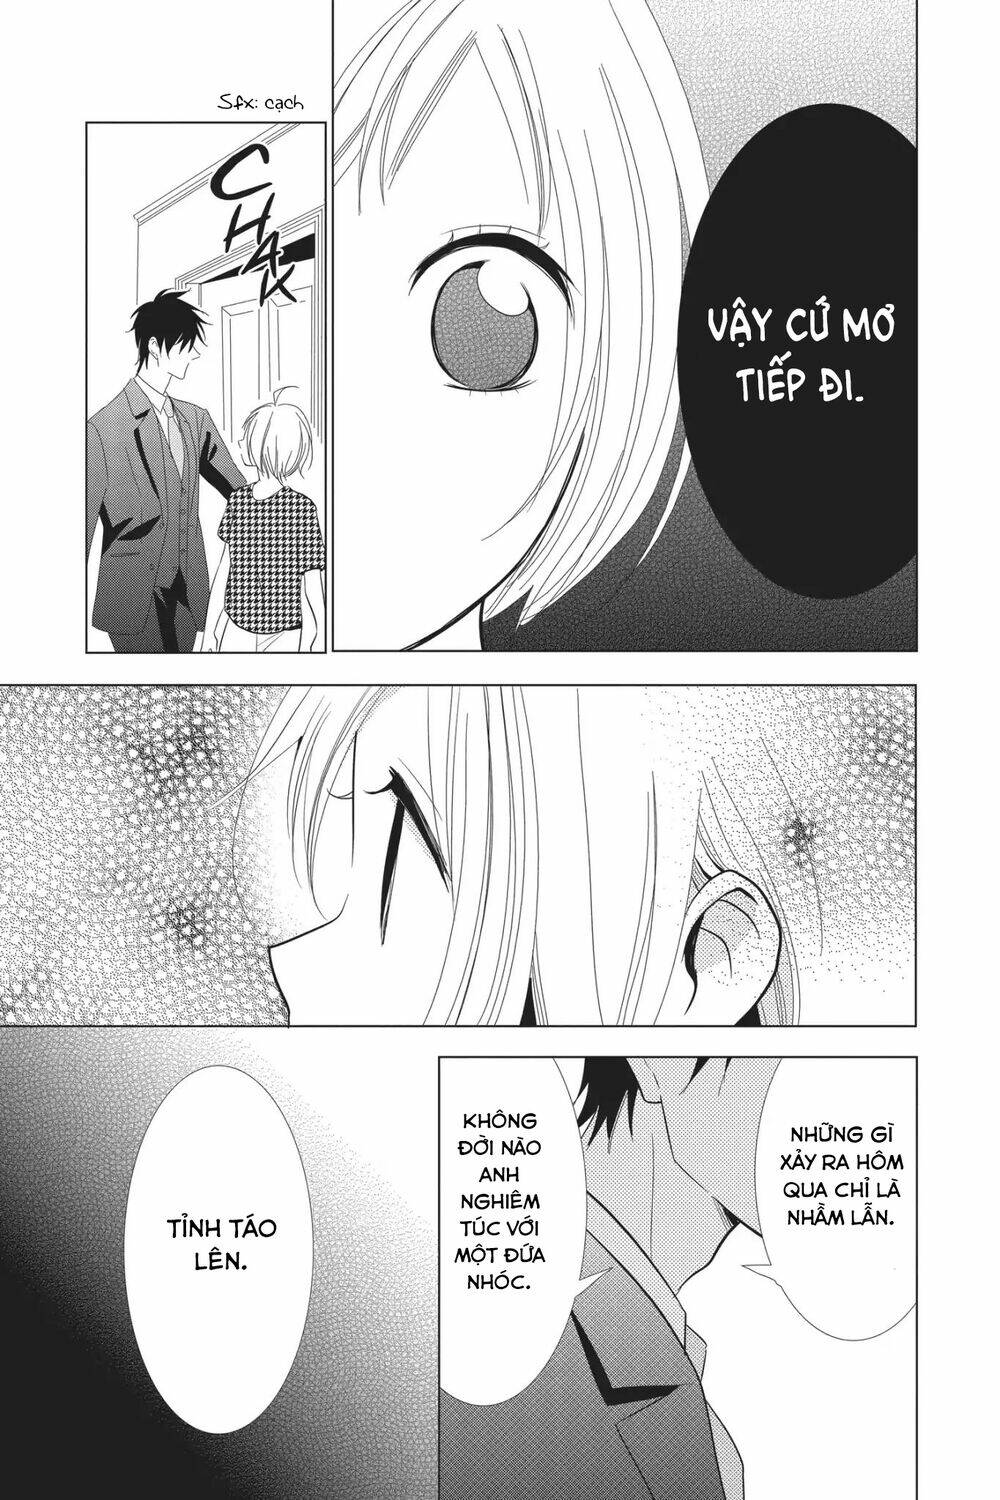 VẬY CỨ MƠ
TIẾP ĐI.
Sfx: cạch
CHAK
NHỮNG GÌ
XẢY RA HÔM
QUA CHỈ LÀ
NHẦM LẪN.
KHÔNG
ĐỜI NÀO
ANH
NGHIÊM
TÚC VỚI
MỘT ĐỨA
NHÓC.
TỈNH TÁO
LÊN.